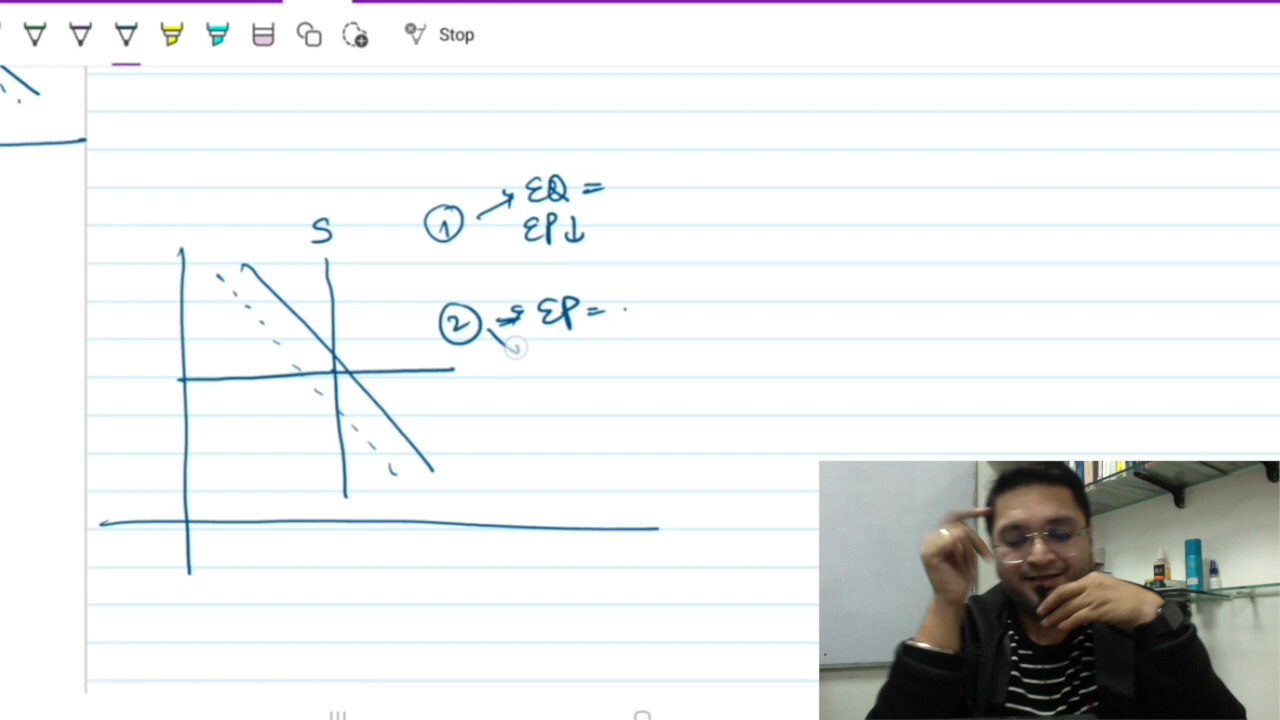 Stop
① → EQ =
S
EP↓
② → EP =